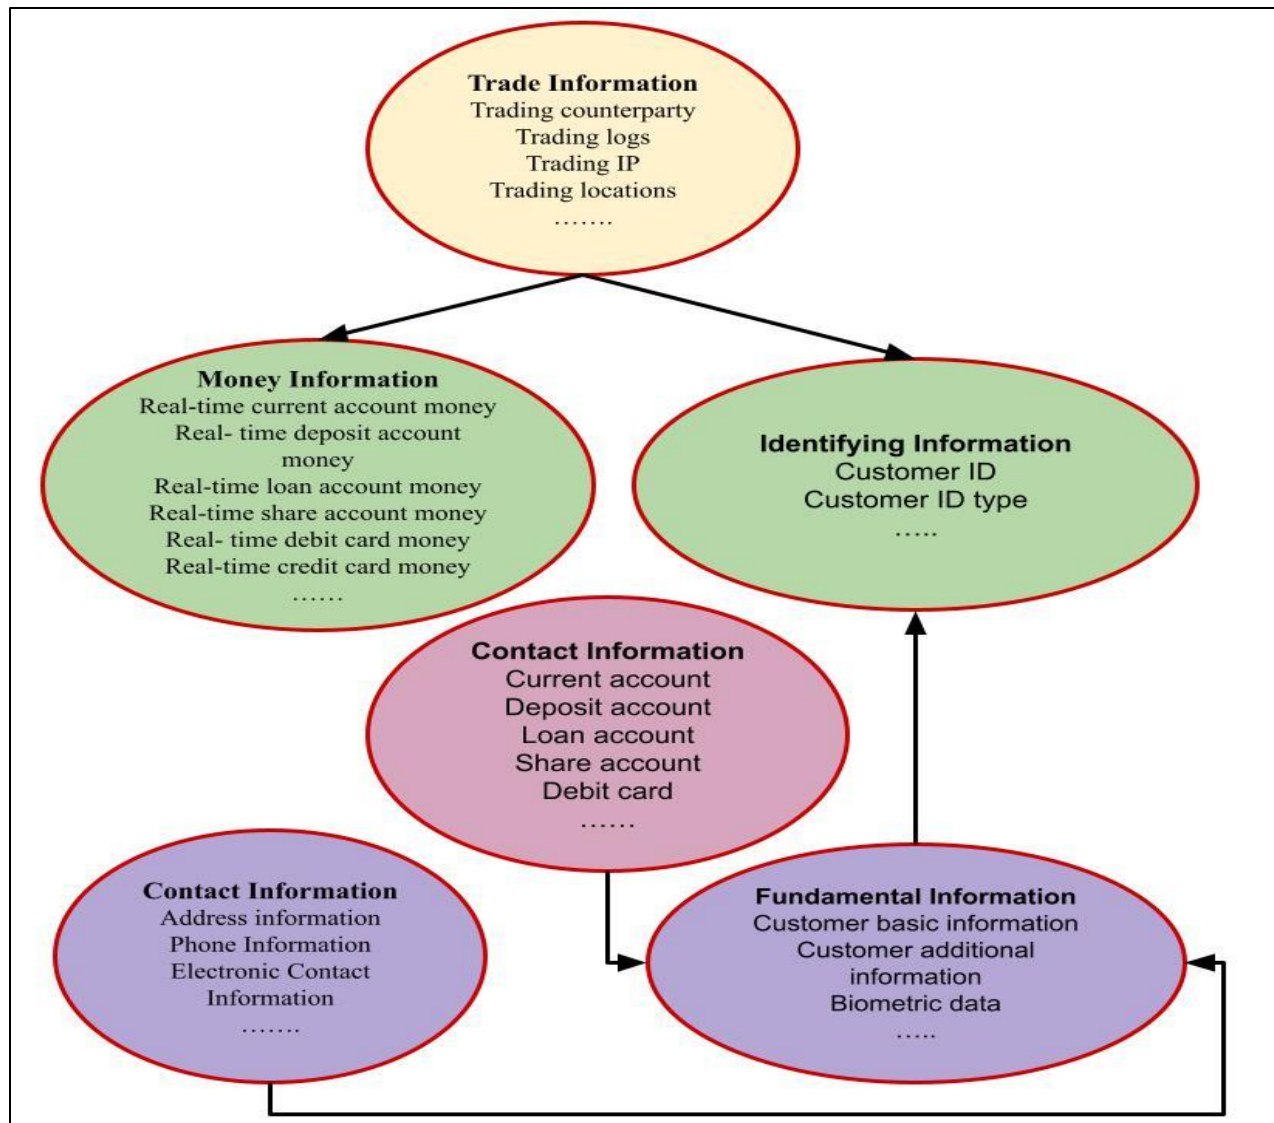 Trade Information
Trading counterparty
Trading logs
Trading IP
Trading locations
…….
Money Information
Real-time current account money
Real- time deposit account
money
Real-time loan account money
Real-time share account money
Real- time debit card money
Real-time credit card money
……
Identifying Information
Customer ID
Customer ID type
…..
Contact Information
Current account
Deposit account
Loan account
Share account
Debit card
……
Contact Information
Address information
Phone Information
Electronic Contact
Information
…….
Fundamental Information
Customer basic information
Customer additional
information
Biometric data
…..